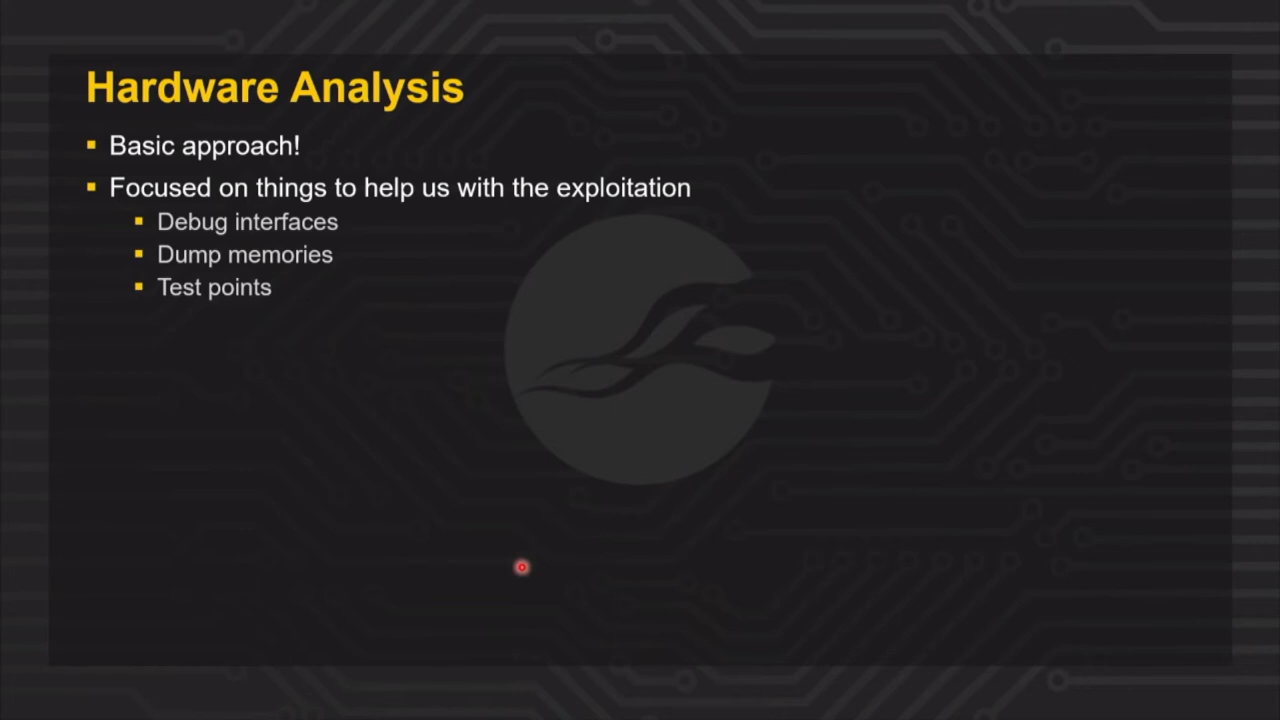 Hardware Analysis
Basic approach!
Focused on things to help us with the exploitation
Debug interfaces
Dump memories
Test points